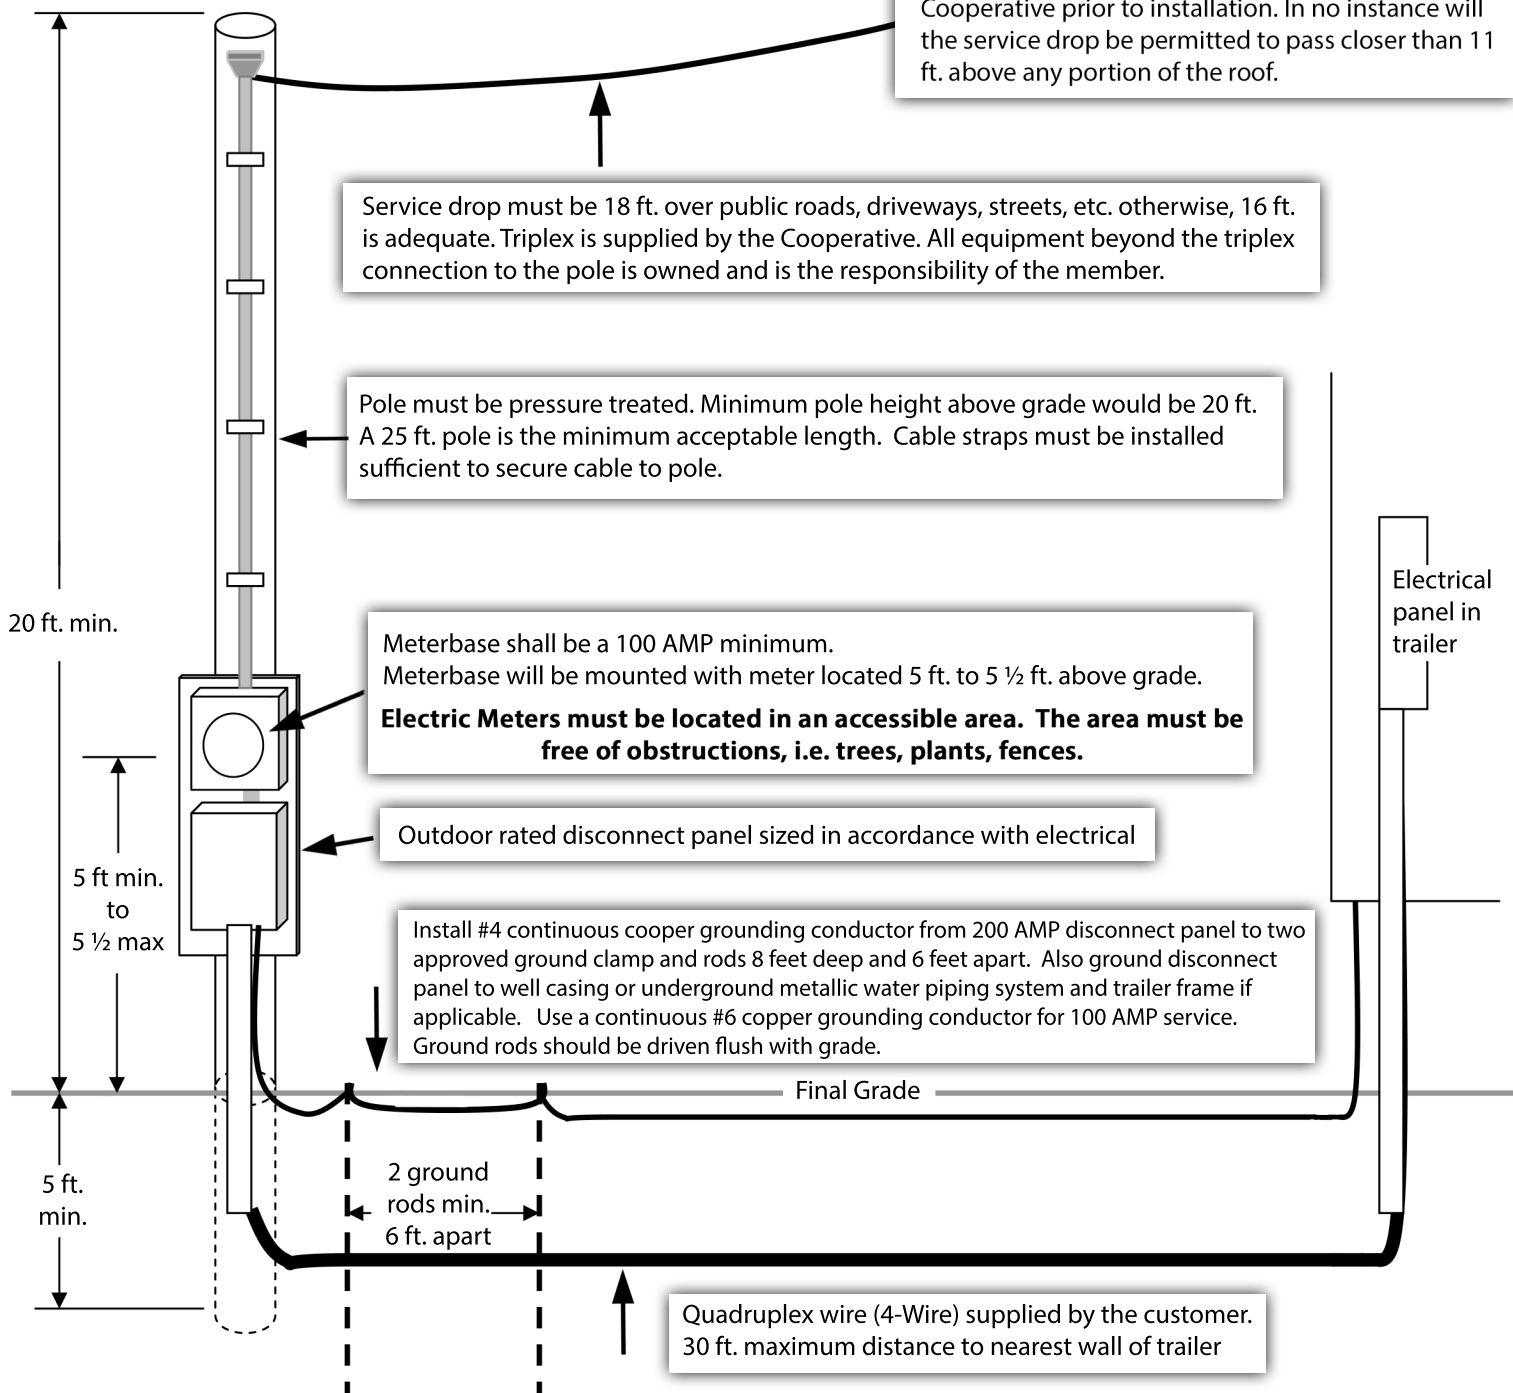 Cooperative prior to installation. In no instance will
the service drop be permitted to pass closer than 11
ft. above any portion of the roof.
Service drop must be 18 ft. over public roads, driveways, streets, etc. otherwise, 16 ft.
is adequate. Triplex is supplied by the Cooperative. All equipment beyond the triplex
connection to the pole is owned and is the responsibility of the member.
Pole must be pressure treated. Minimum pole height above grade would be 20 ft.
A 25 ft. pole is the minimum acceptable length.  Cable straps must be installed
sufficient to secure cable to pole.
Electrical
panel in
trailer
20 ft. min.
Meterbase shall be a 100 AMP minimum.
Meterbase will be mounted with meter located 5 ft. to 5 ½ ft. above grade.
Electric Meters must be located in an accessible area.  The area must be
free of obstructions, i.e. trees, plants, fences.
Outdoor rated disconnect panel sized in accordance with electrical
5 ft min.
to
5 ½ max
Install #4 continuous cooper grounding conductor from 200 AMP disconnect panel to two
approved ground clamp and rods 8 feet deep and 6 feet apart.  Also ground disconnect
panel to well casing or underground metallic water piping system and trailer frame if
applicable.   Use a continuous #6 copper grounding conductor for 100 AMP service.
Ground rods should be driven flush with grade.
Final Grade
5 ft.
min.
2 ground
rods min.
6 ft. apart
Quadruplex wire (4-Wire) supplied by the customer.
30 ft. maximum distance to nearest wall of trailer